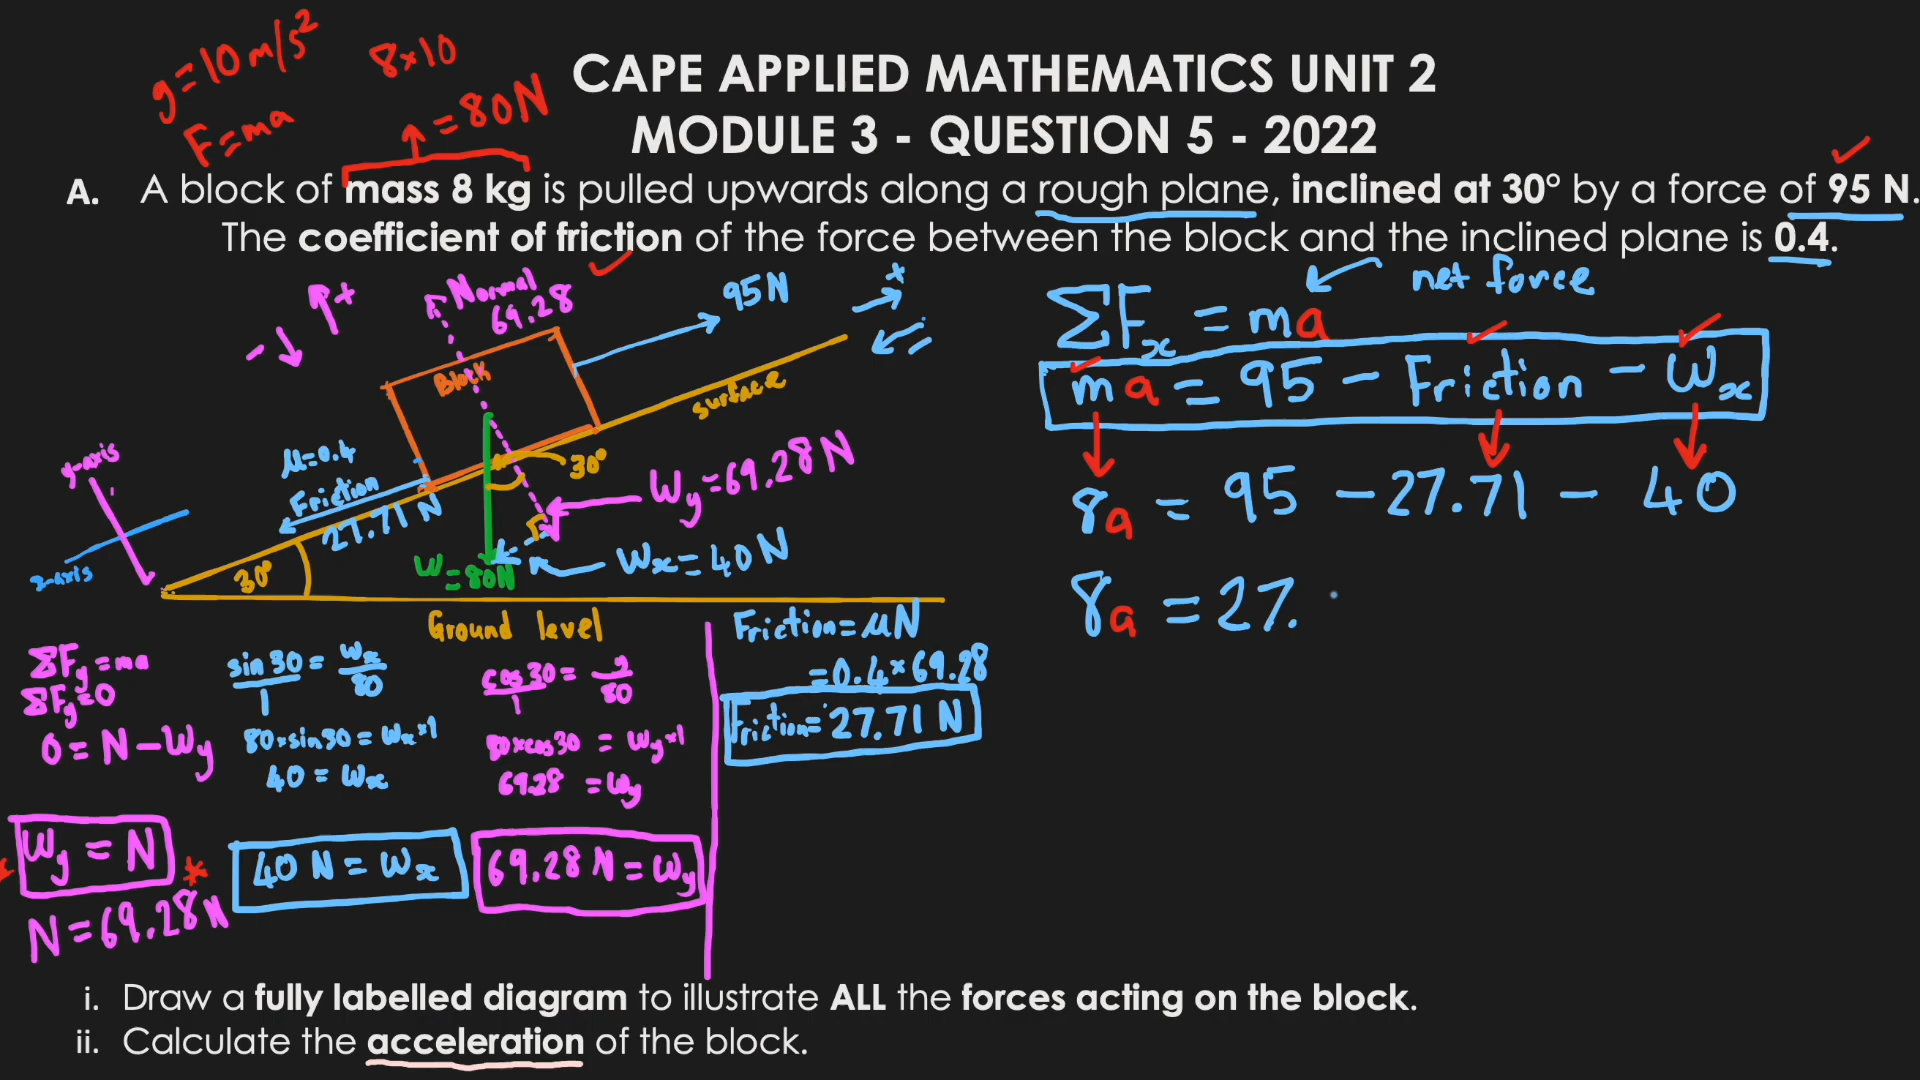 g=10 m/s²
F=ma
8×10
=80N
CAPE APPLIED MATHEMATICS UNIT 2
MODULE 3 - QUESTION 5 - 2022
A. A block of mass 8 kg is pulled upwards along a rough plane, inclined at 30° by a force of 95 N.
The coefficient of friction of the force between the block and the inclined plane is 0.4.
- +
Normal
69.28
95N
+
-
Block
surface
y-axis
x-axis
μ=0.4
Friction
27.71 N
30°
30°
W=80N
Wy=69.28N
Wx=40N
Ground level
ΣFx = ma
net force
ma = 95 - Friction - Wx
8a = 95 - 27.71 - 40
8a = 27.
ΣFy=ma
ΣFy=0
0= N-Wy
Wy = N
N=69.28N
sin 30 = Wx/80
1
80×sin30 = Wx×1
40 = Wx
40 N = Wx
cos30= y/80
1
80×cos30 = Wy×1
69.28 = Wy
69.28 N = Wy
Friction=μN
=0.4×69.28
Friction= 27.71 N
i. Draw a fully labelled diagram to illustrate ALL the forces acting on the block.
ii. Calculate the acceleration of the block.